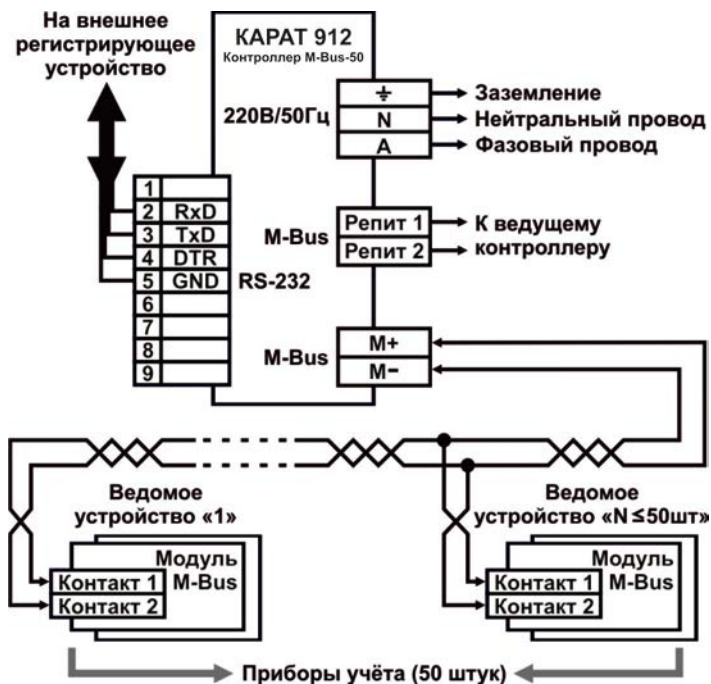 На внешнее
регистрирующее
устройство
КАРАТ 912
Контроллер M-Bus-50
220В/50Гц
Заземление
N Нейтральный провод
A Фазовый провод
1
2 RxD
3 TxD
4 DTR
5 GND
6
7
8
9
RS-232
M-Bus
Репит 1
Репит 2
К ведущему
контроллеру
M-Bus
M+
M−
Ведомое
устройство «1»
Модуль
M-Bus
Контакт 1
Контакт 2
Ведомое
устройство «N ≤50шт»
Модуль
M-Bus
Контакт 1
Контакт 2
Приборы учёта (50 штук)